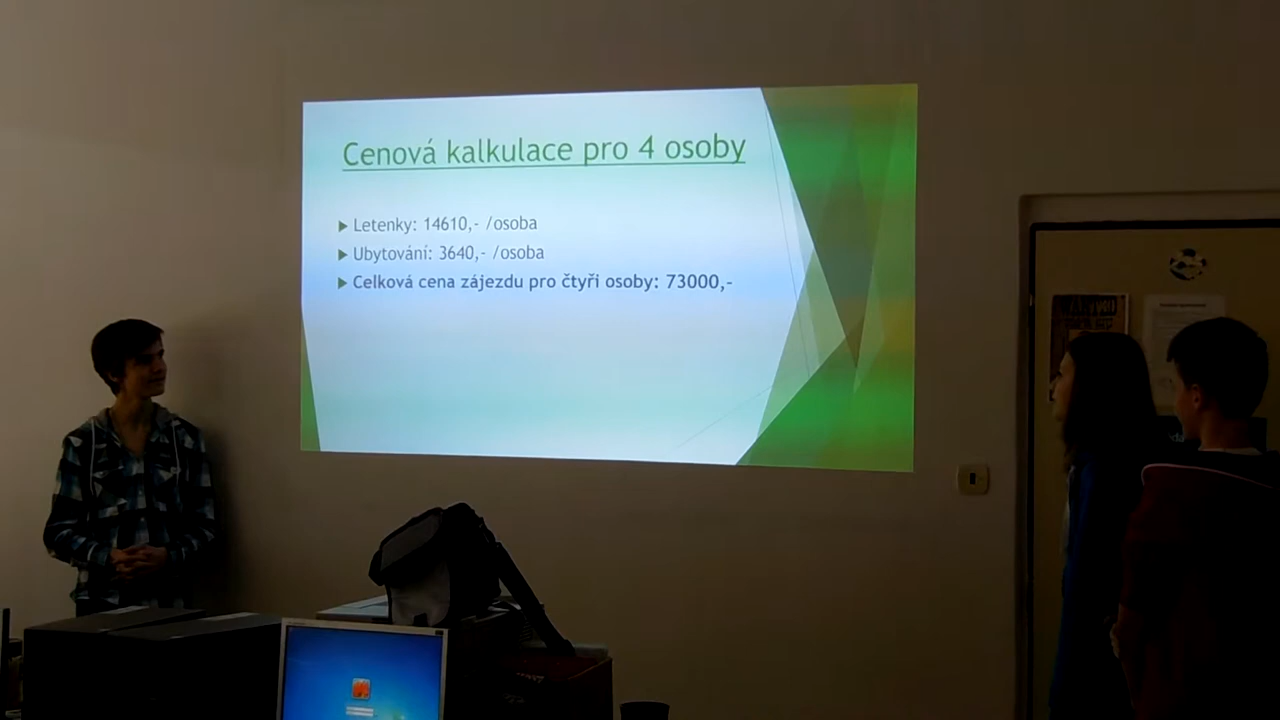 Cenová kalkulace pro 4 osoby
Letenky: 14610,- /osoba
Ubytování: 3640,- /osoba
Celková cena zájezdu pro čtyři osoby: 73000,-